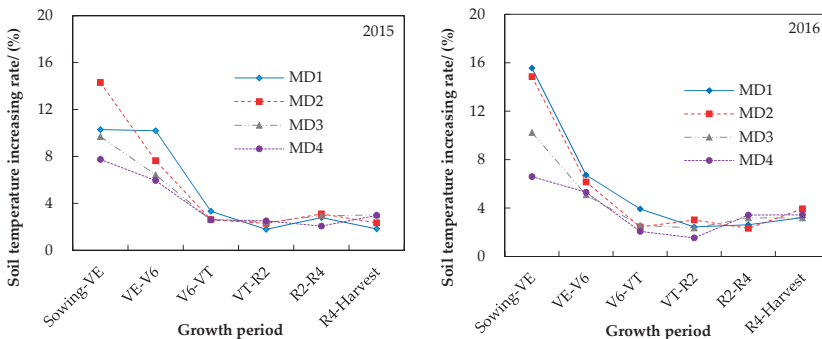 Soil temperature increasing rate/ (%)
20
16
12
8
4
0
2015
MD1
MD2
MD3
MD4
Sowing-VE
VE-V6
V6-VT
VT-R2
R2-R4
R4-Harvest
Growth period
Soil temperature increasing rate/ (%)
20
16
12
8
4
0
2016
MD1
MD2
MD3
MD4
Sowing-VE
VE-V6
V6-VT
VT-R2
R2-R4
R4-Harvest
Growth period